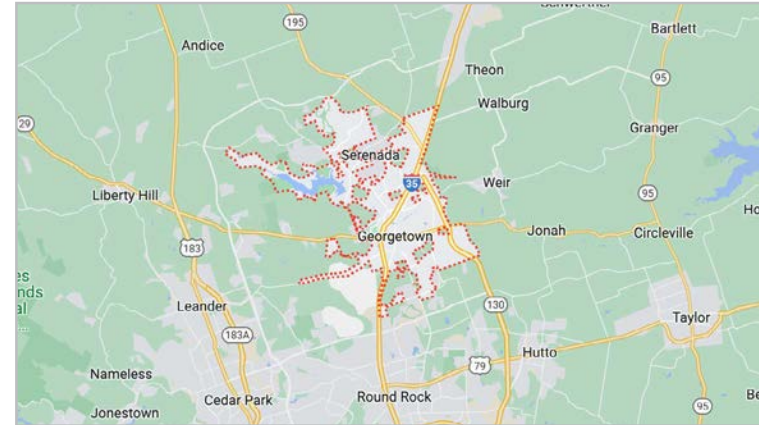 195
Bartlett
Andice
Theon
95
Walburg
29
Granger
Serenada
35
Weir
Liberty Hill
95
Jonah
Circleville
Georgetown
183
Leander
130
Taylor
183A
Hutto
79
Nameless
Cedar Park
Round Rock
95
Jonestown